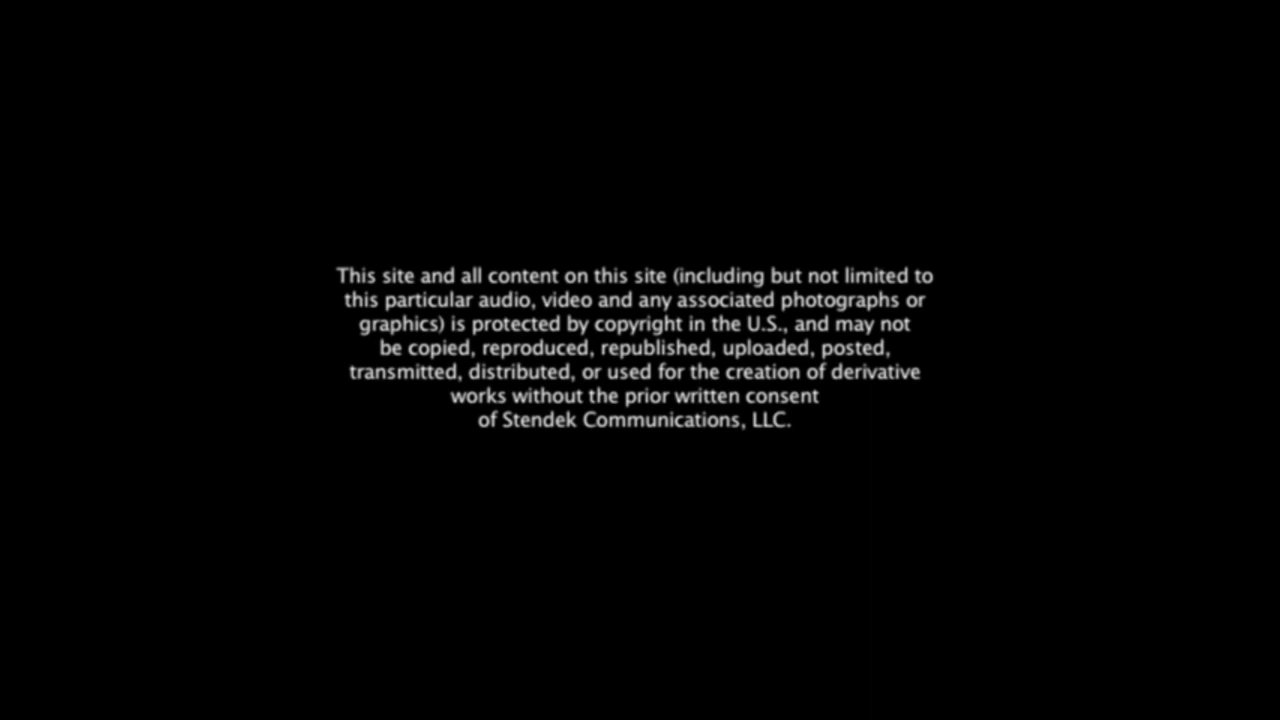 This site and all content on this site (including but not limited to
this particular audio, video and any associated photographs or
graphics) is protected by copyright in the U.S., and may not
be copied, reproduced, republished, uploaded, posted,
transmitted, distributed, or used for the creation of derivative
works without the prior written consent
of Stendek Communications, LLC.